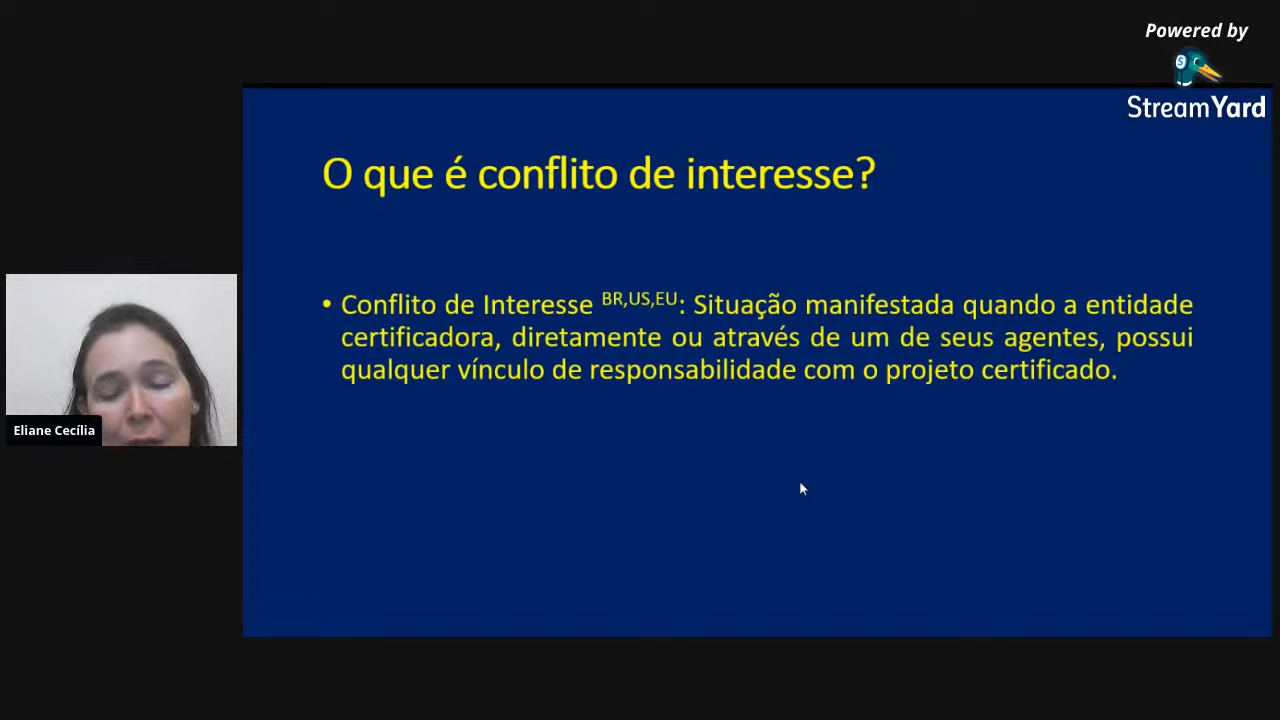 Powered by
StreamYard
O que é conflito de interesse?
• Conflito de Interesse BR,US,EU: Situação manifestada quando a entidade
certificadora, diretamente ou através de um de seus agentes, possui
qualquer vínculo de responsabilidade com o projeto certificado.
Eliane Cecília